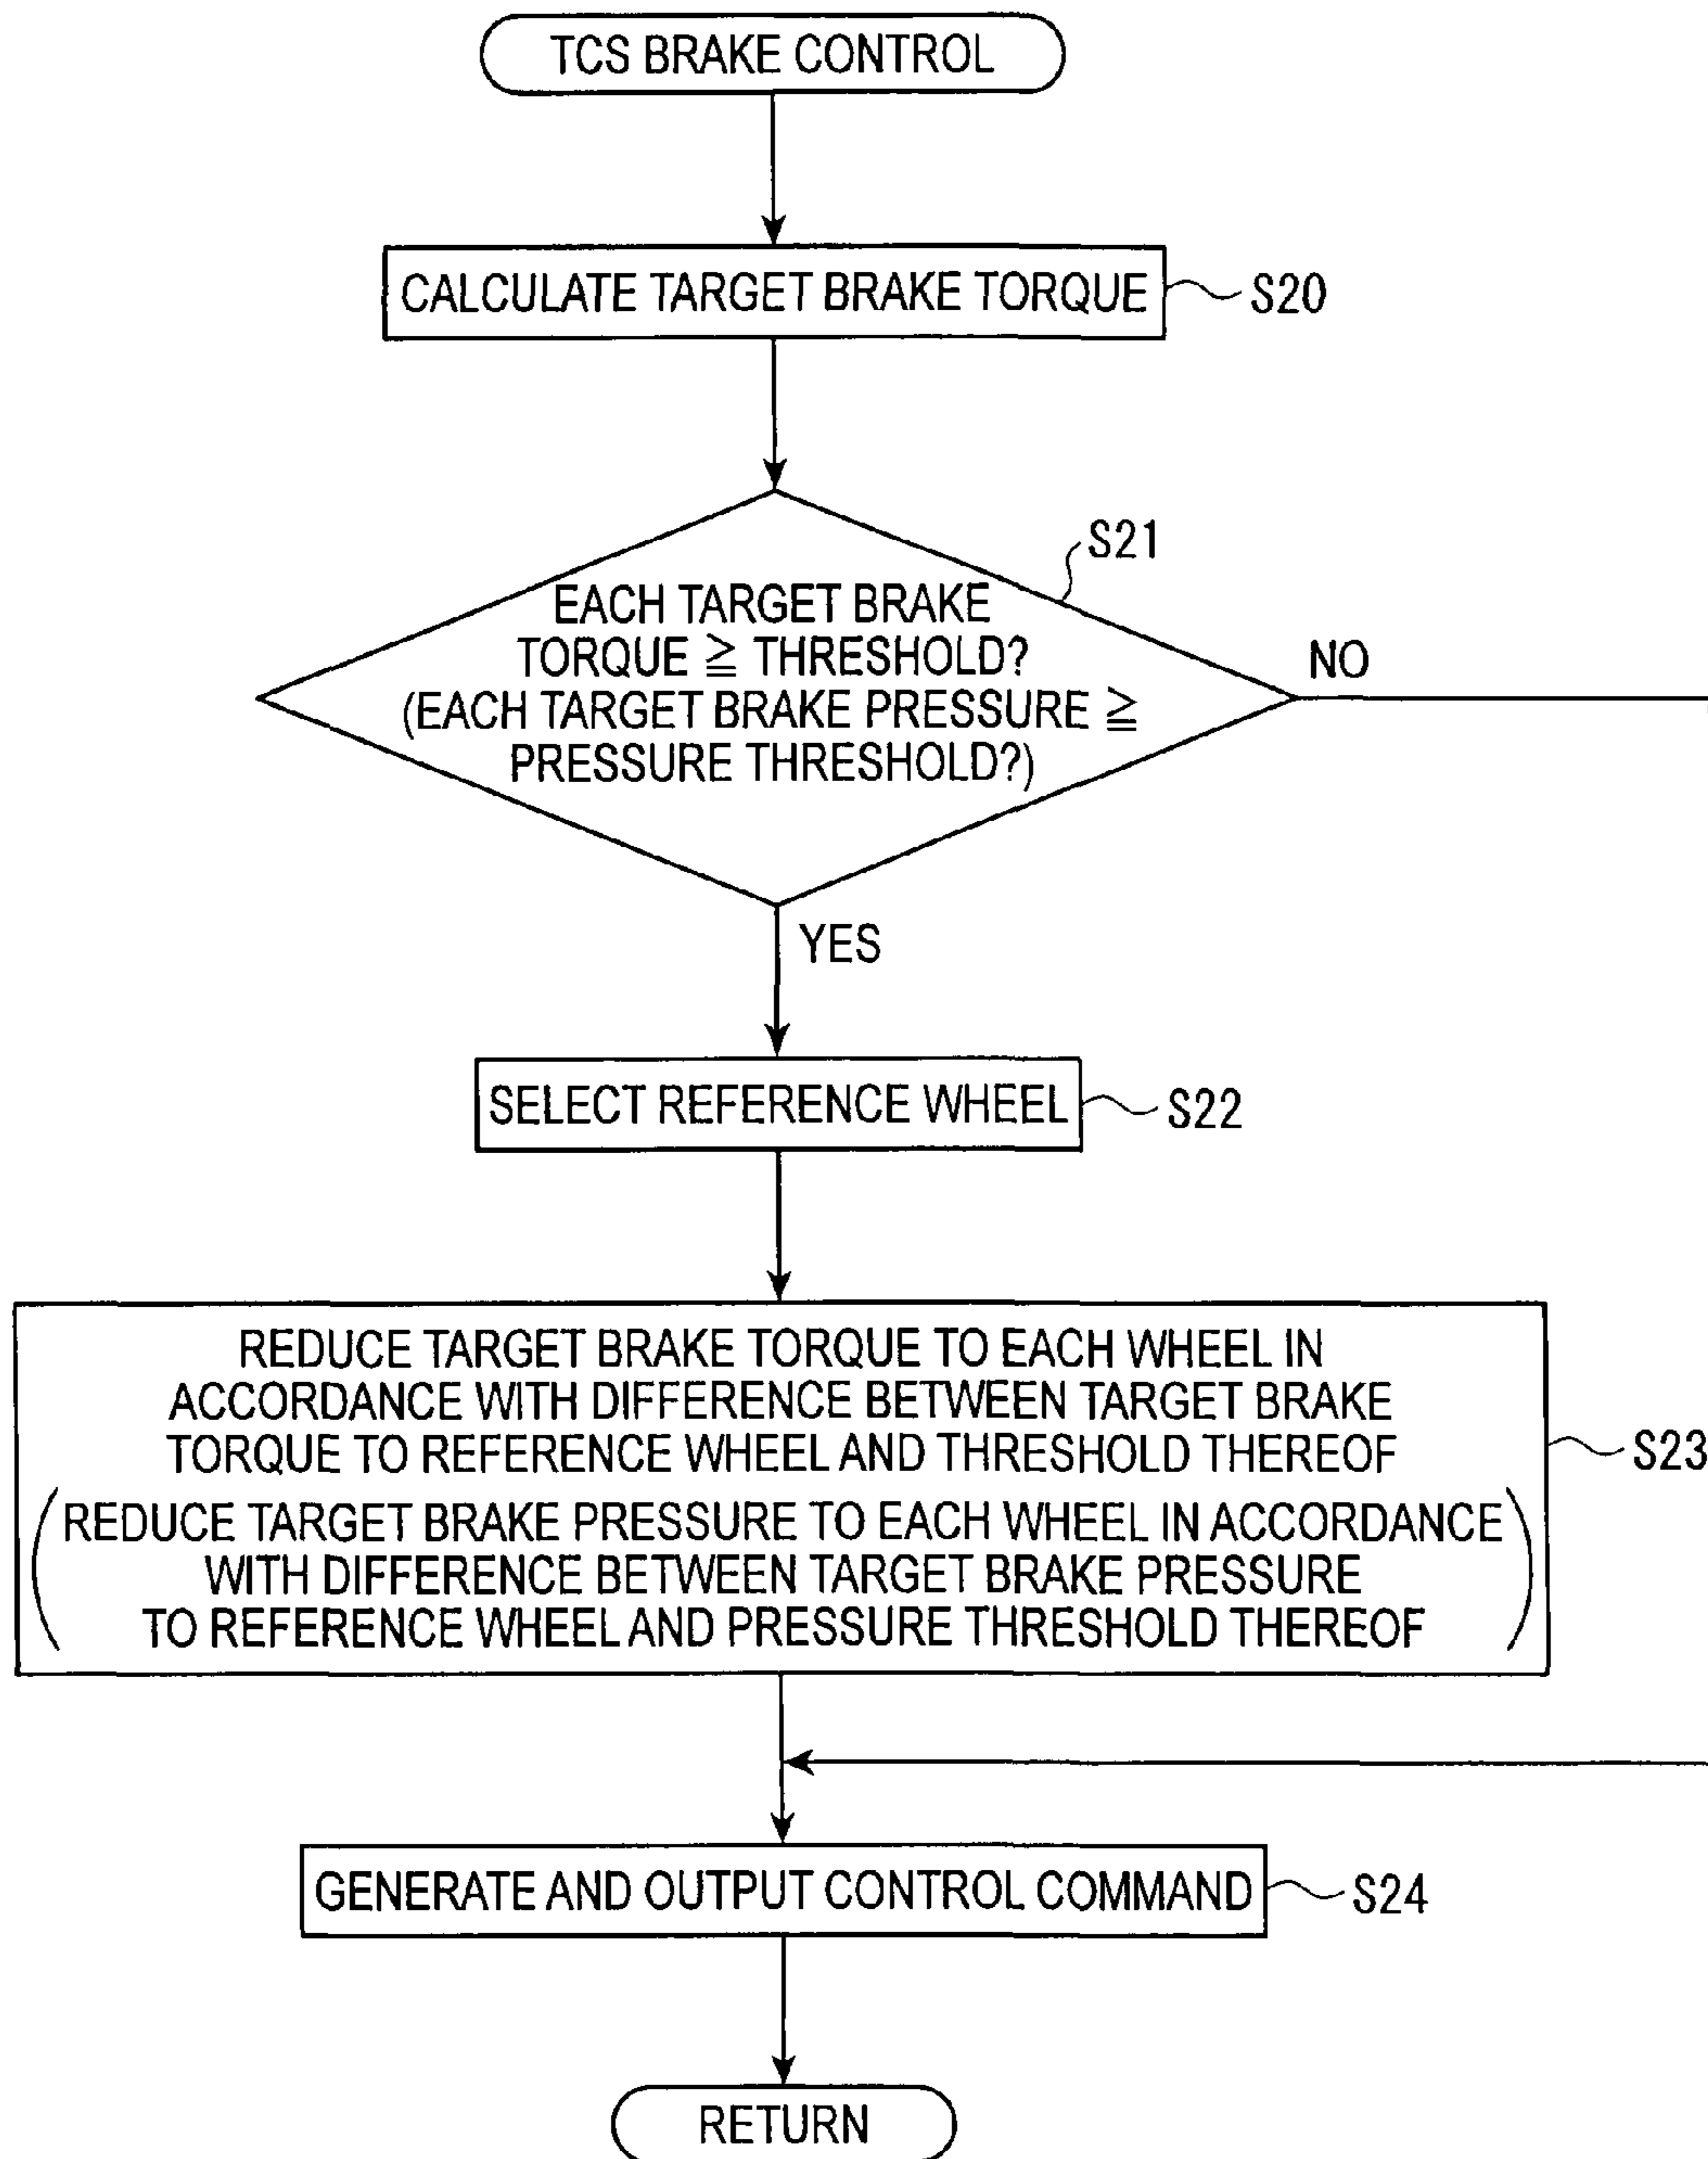 TCS BRAKE CONTROL
CALCULATE TARGET BRAKE TORQUE
S20
S21
EACH TARGET BRAKE
TORQUE ≧ THRESHOLD?
(EACH TARGET BRAKE PRESSURE ≧
PRESSURE THRESHOLD?)
NO
YES
SELECT REFERENCE WHEEL
S22
REDUCE TARGET BRAKE TORQUE TO EACH WHEEL IN
ACCORDANCE WITH DIFFERENCE BETWEEN TARGET BRAKE
TORQUE TO REFERENCE WHEEL AND THRESHOLD THEREOF
S23
(REDUCE TARGET BRAKE PRESSURE TO EACH WHEEL IN ACCORDANCE
WITH DIFFERENCE BETWEEN TARGET BRAKE PRESSURE
TO REFERENCE WHEEL AND PRESSURE THRESHOLD THEREOF)
GENERATE AND OUTPUT CONTROL COMMAND
S24
RETURN